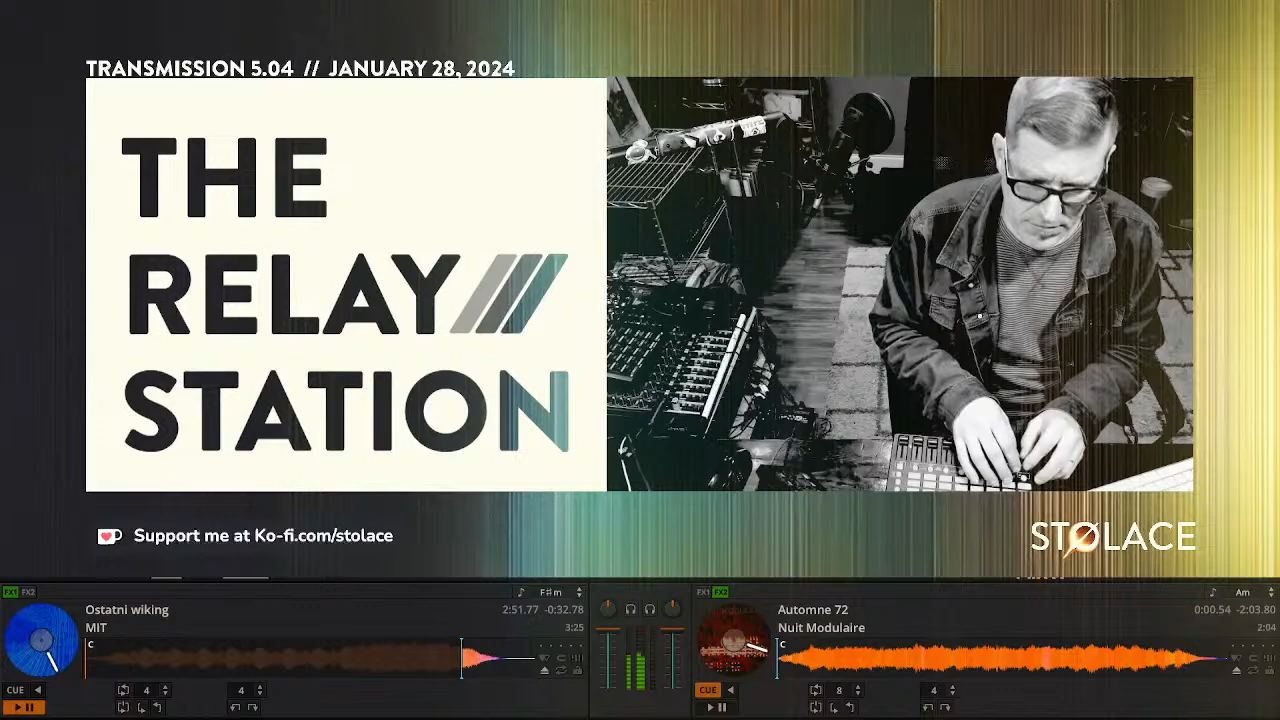 TRANSMISSION 5.04 // JANUARY 28, 2024
THE
RELAY
STATION
Support me at Ko-fi.com/stolace
STØLACE
FX1 FX2
F#m
Ostatni wiking
2:51.77 -0:32.78
MIT
3:25
C
CUE
4
4
FX1 FX2
Am
Automne 72
0:00.54 -2:03.80
Nuit Modulaire
2:04
C
CUE
8
4